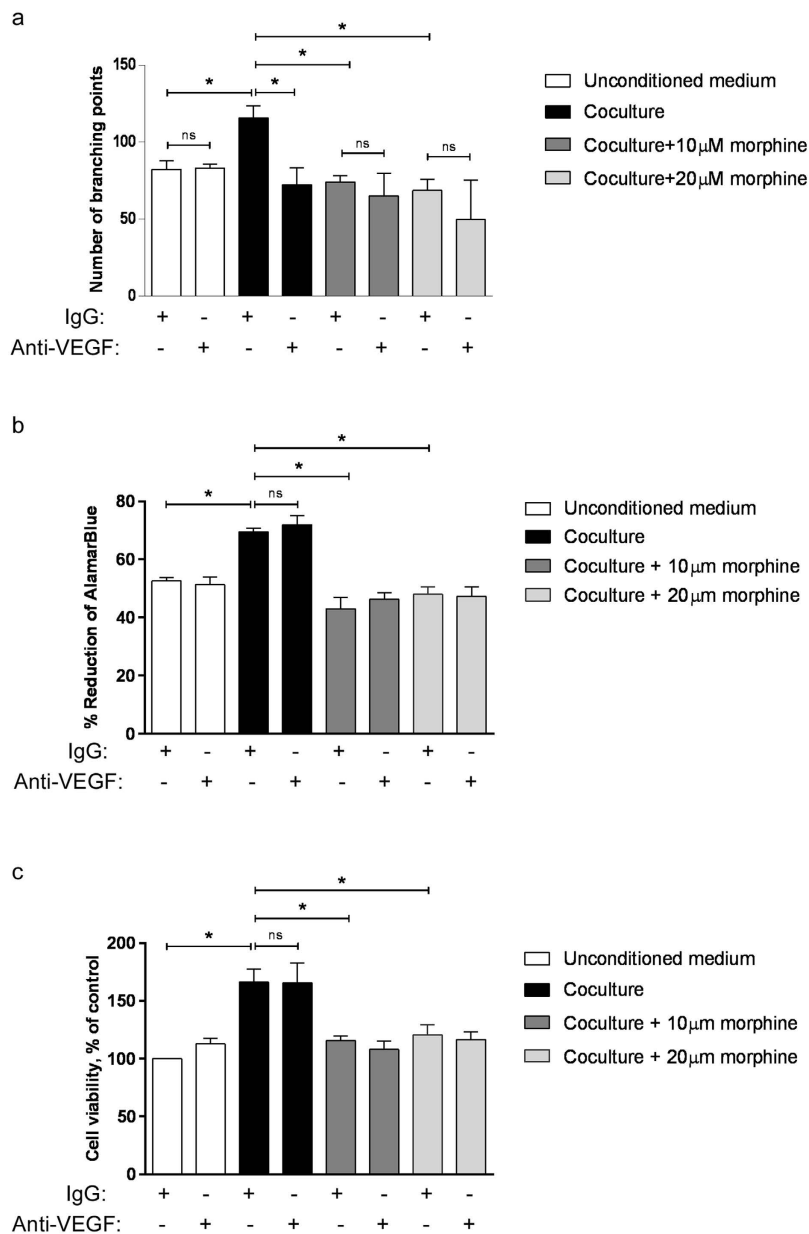 a
*
*
*
*
ns
ns
ns
150
100
50
0
Number of branching points
Unconditioned medium
Coculture
Coculture+10µM morphine
Coculture+20µM morphine
IgG: + - + - + - + -
Anti-VEGF: - + - + - + - +
b
*
*
*
ns
80
60
40
20
0
% Reduction of AlamarBlue
Unconditioned medium
Coculture
Coculture + 10µm morphine
Coculture + 20µm morphine
IgG: + - + - + - + -
Anti-VEGF: - + - + - + - +
c
*
*
*
ns
200
150
100
50
0
Cell viability, % of control
Unconditioned medium
Coculture
Coculture + 10µm morphine
Coculture + 20µm morphine
IgG: + - + - + - + -
Anti-VEGF: - + - + - + - +